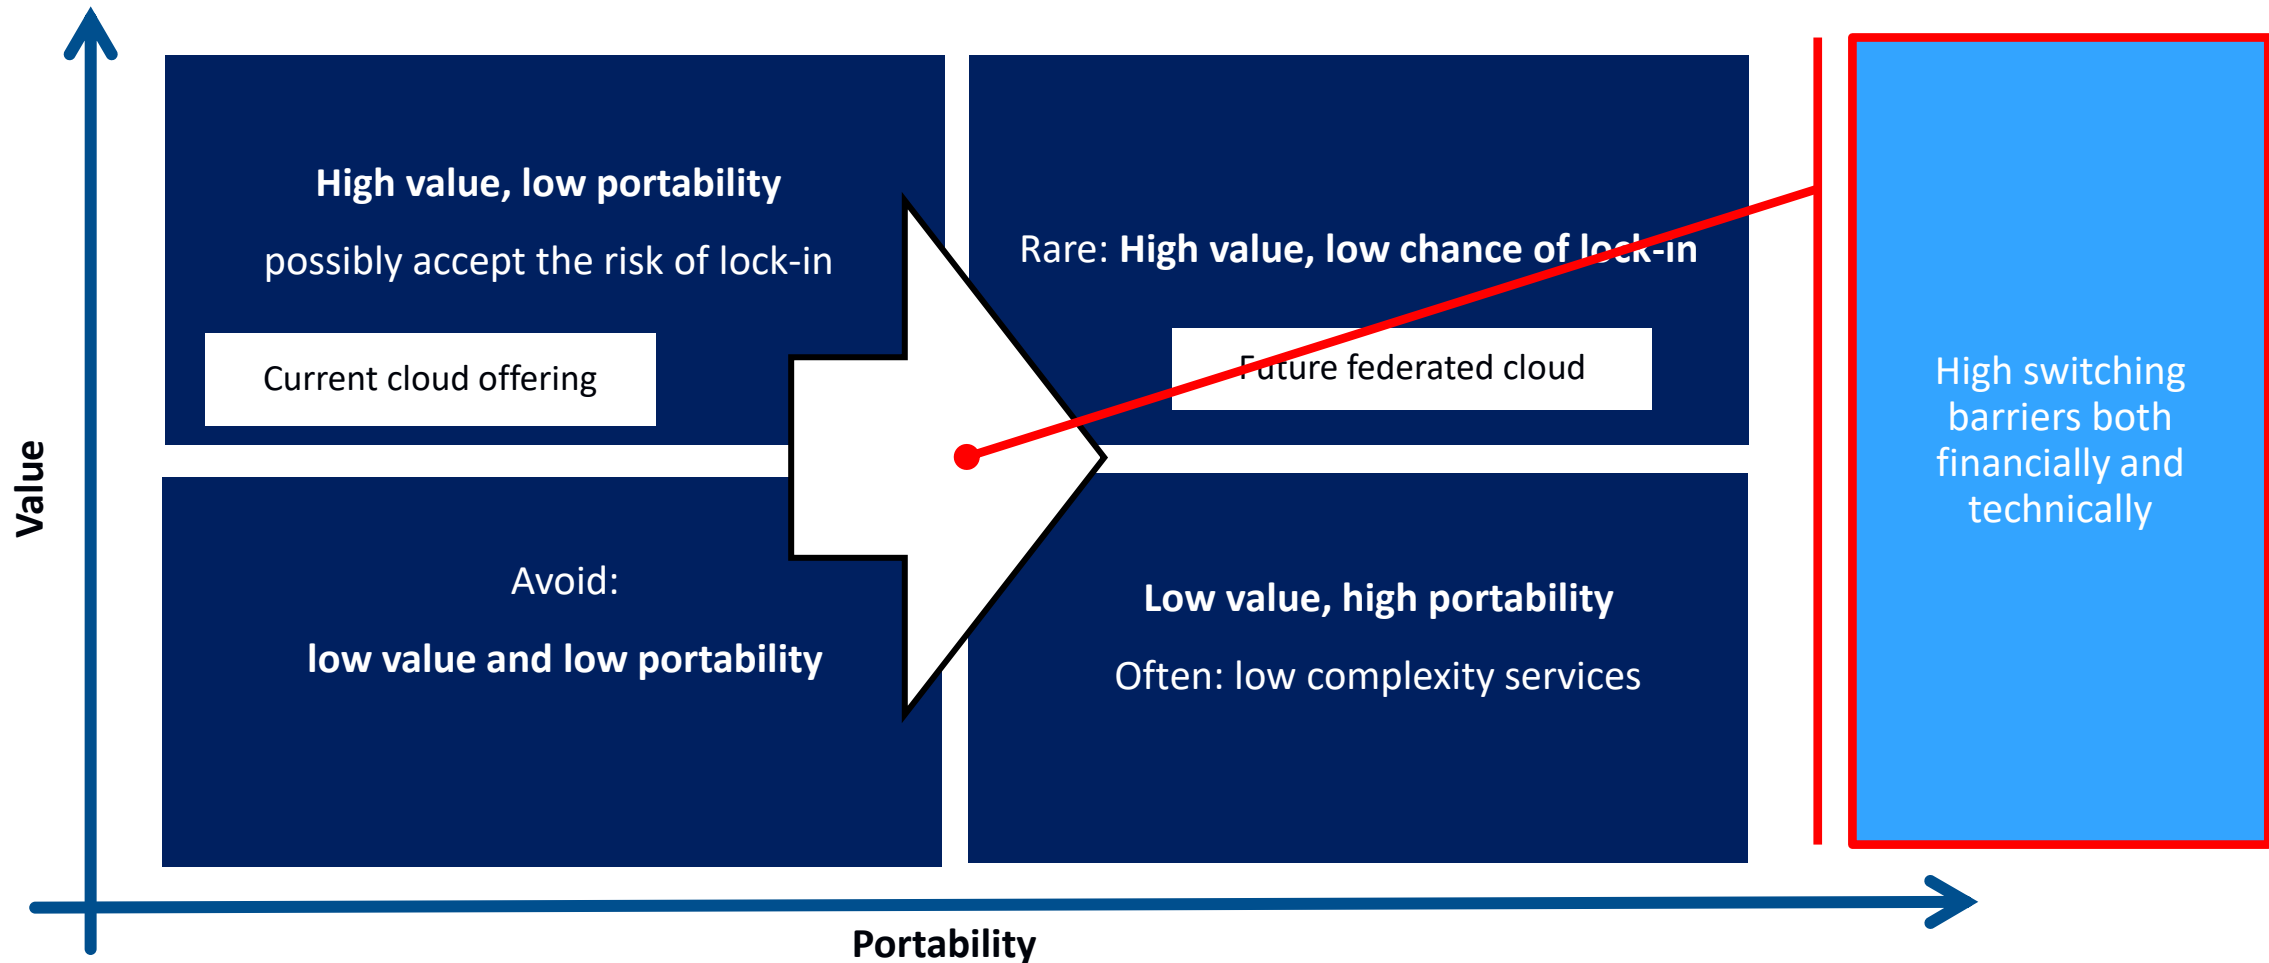 Value
High value, low portability
possibly accept the risk of lock-in
Current cloud offering
Rare: High value, low chance of lock-in
Future federated cloud
Avoid:
low value and low portability
Low value, high portability
Often: low complexity services
High switching
barriers both
financially and
technically
Portability